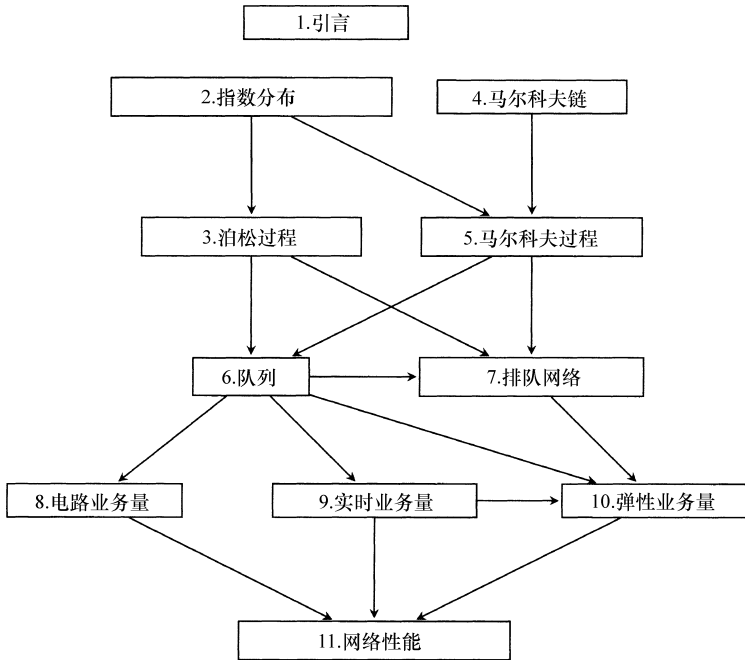 1.引言
2.指数分布
4.马尔科夫链
3.泊松过程
5.马尔科夫过程
6.队列
7.排队网络
8.电路业务量
9.实时业务量
10.弹性业务量
11.网络性能